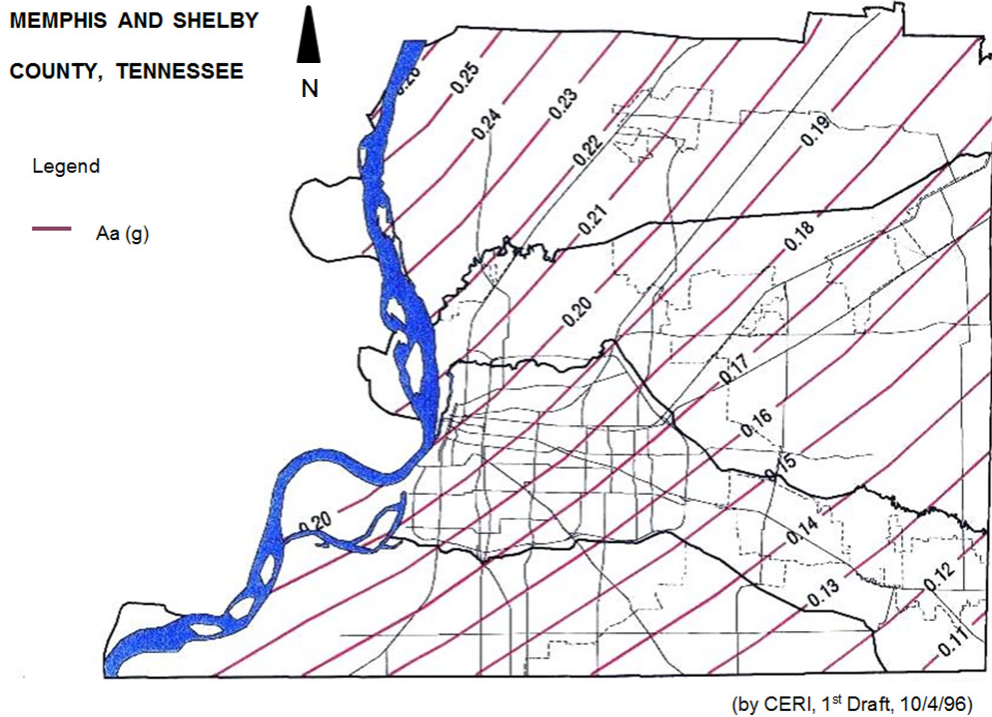 MEMPHIS AND SHELBY
COUNTY, TENNESSEE
N
Legend
Aa (g)
0.26
0.25
0.24
0.23
0.22
0.21
0.20
0.19
0.18
0.17
0.16
0.15
0.14
0.13
0.12
0.11
0.20
(by CERI, 1st Draft, 10/4/96)